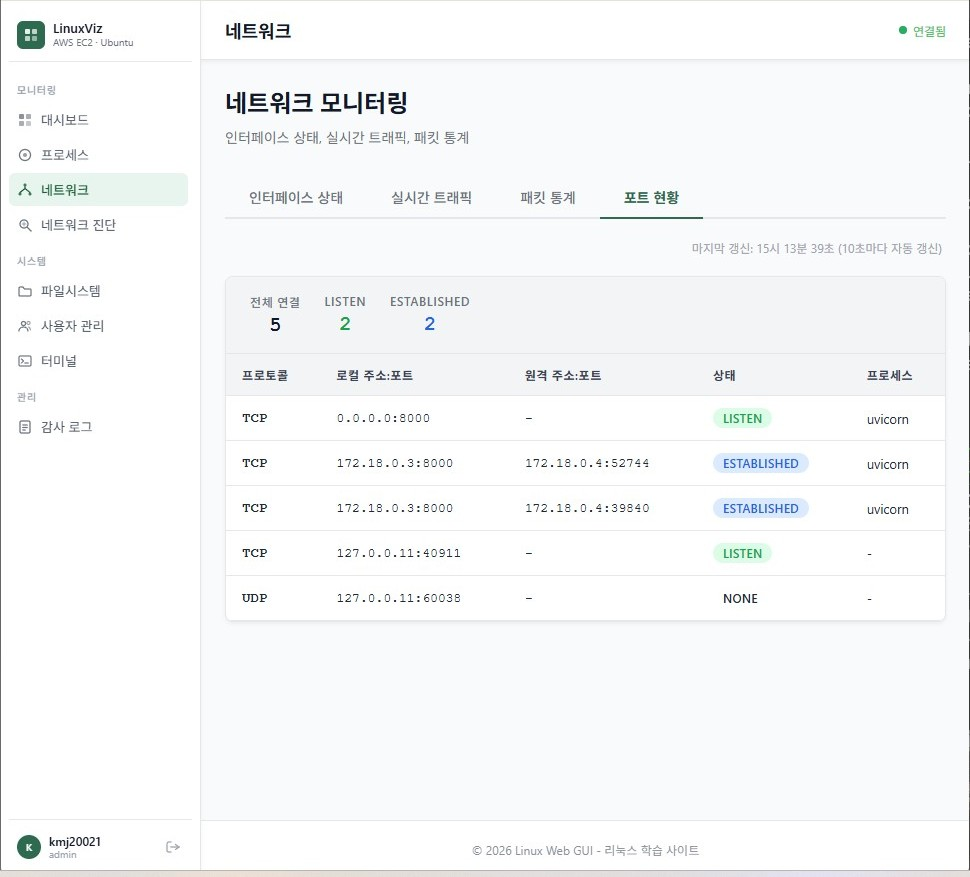 LinuxViz
AWS EC2 · Ubuntu
모니터링
대시보드
프로세스
네트워크
네트워크 진단
시스템
파일시스템
사용자 관리
터미널
관리
감사 로그
K
kmj20021
admin
네트워크
연결됨
네트워크 모니터링
인터페이스 상태, 실시간 트래픽, 패킷 통계
인터페이스 상태 실시간 트래픽 패킷 통계 포트 현황
마지막 갱신: 15시 13분 39초 (10초마다 자동 갱신)
전체 연결 LISTEN ESTABLISHED
5 2 2
프로토콜 로컬 주소:포트 원격 주소:포트 상태 프로세스
TCP 0.0.0.0:8000 - LISTEN uvicorn
TCP 172.18.0.3:8000 172.18.0.4:52744 ESTABLISHED uvicorn
TCP 172.18.0.3:8000 172.18.0.4:39840 ESTABLISHED uvicorn
TCP 127.0.0.11:40911 - LISTEN -
UDP 127.0.0.11:60038 - NONE -
© 2026 Linux Web GUI - 리눅스 학습 사이트